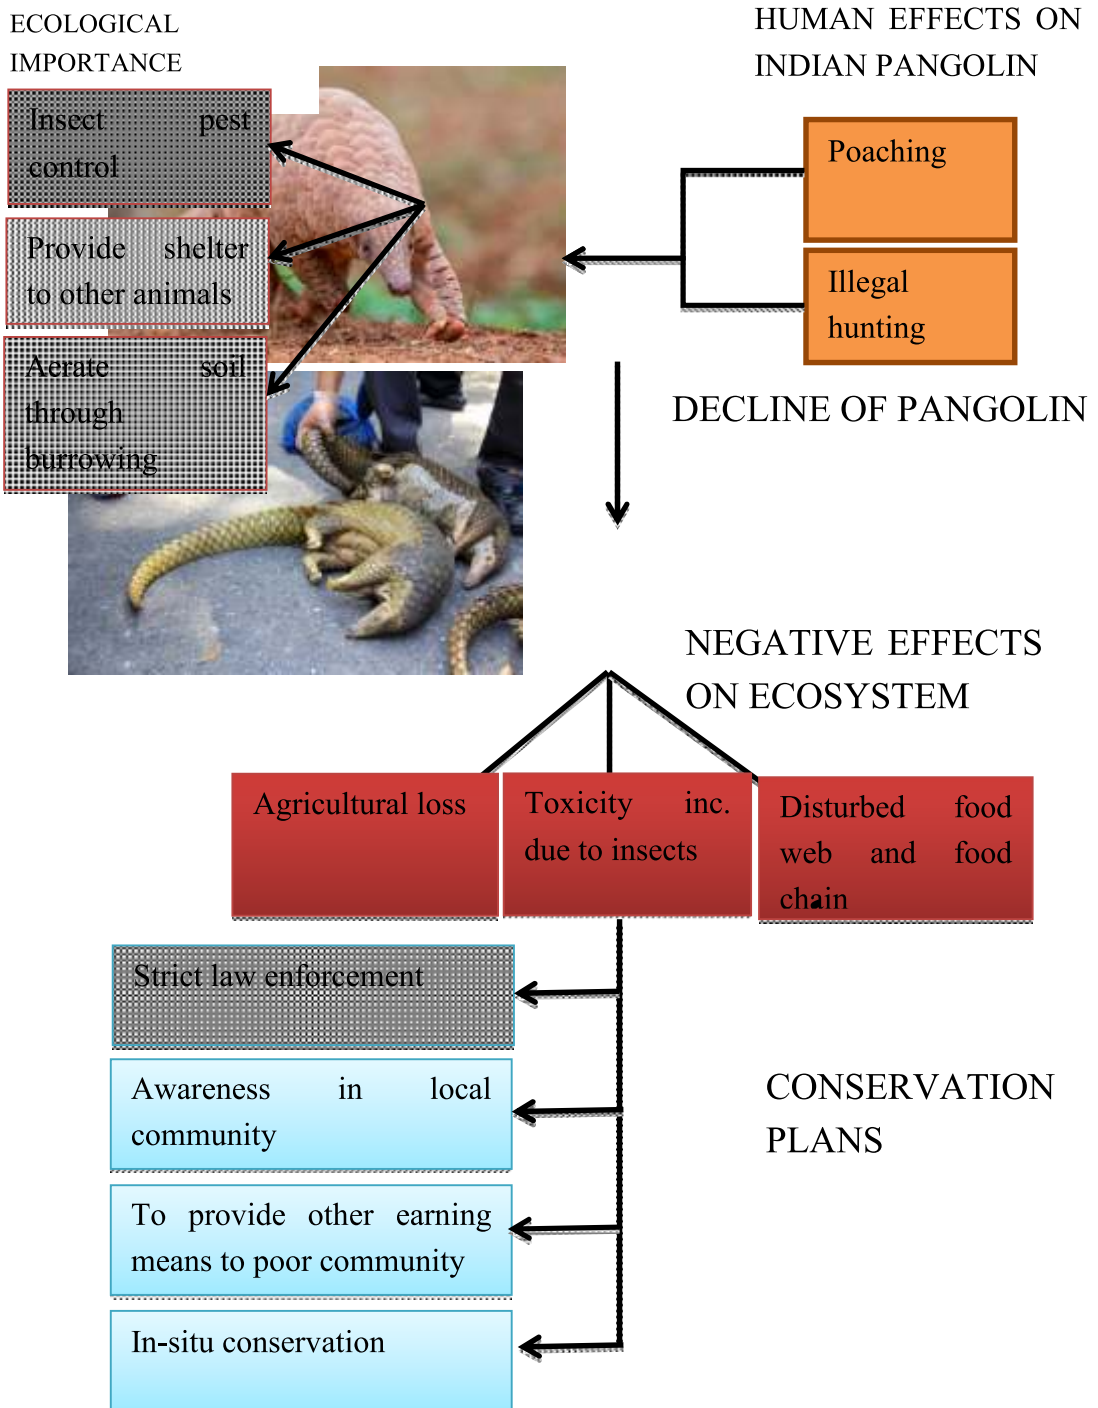 ECOLOGICAL
IMPORTANCE
HUMAN EFFECTS ON
INDIAN PANGOLIN
Insect pest
control
Provide shelter
to other animals
Aerate soil
through
burrowing
Poaching
Illegal
hunting
DECLINE OF PANGOLIN
NEGATIVE EFFECTS
ON ECOSYSTEM
Agricultural loss
Toxicity inc.
due to insects
Disturbed food
web and food
chain
Strict law enforcement
Awareness in local
community
To provide other earning
means to poor community
In-situ conservation
CONSERVATION
PLANS